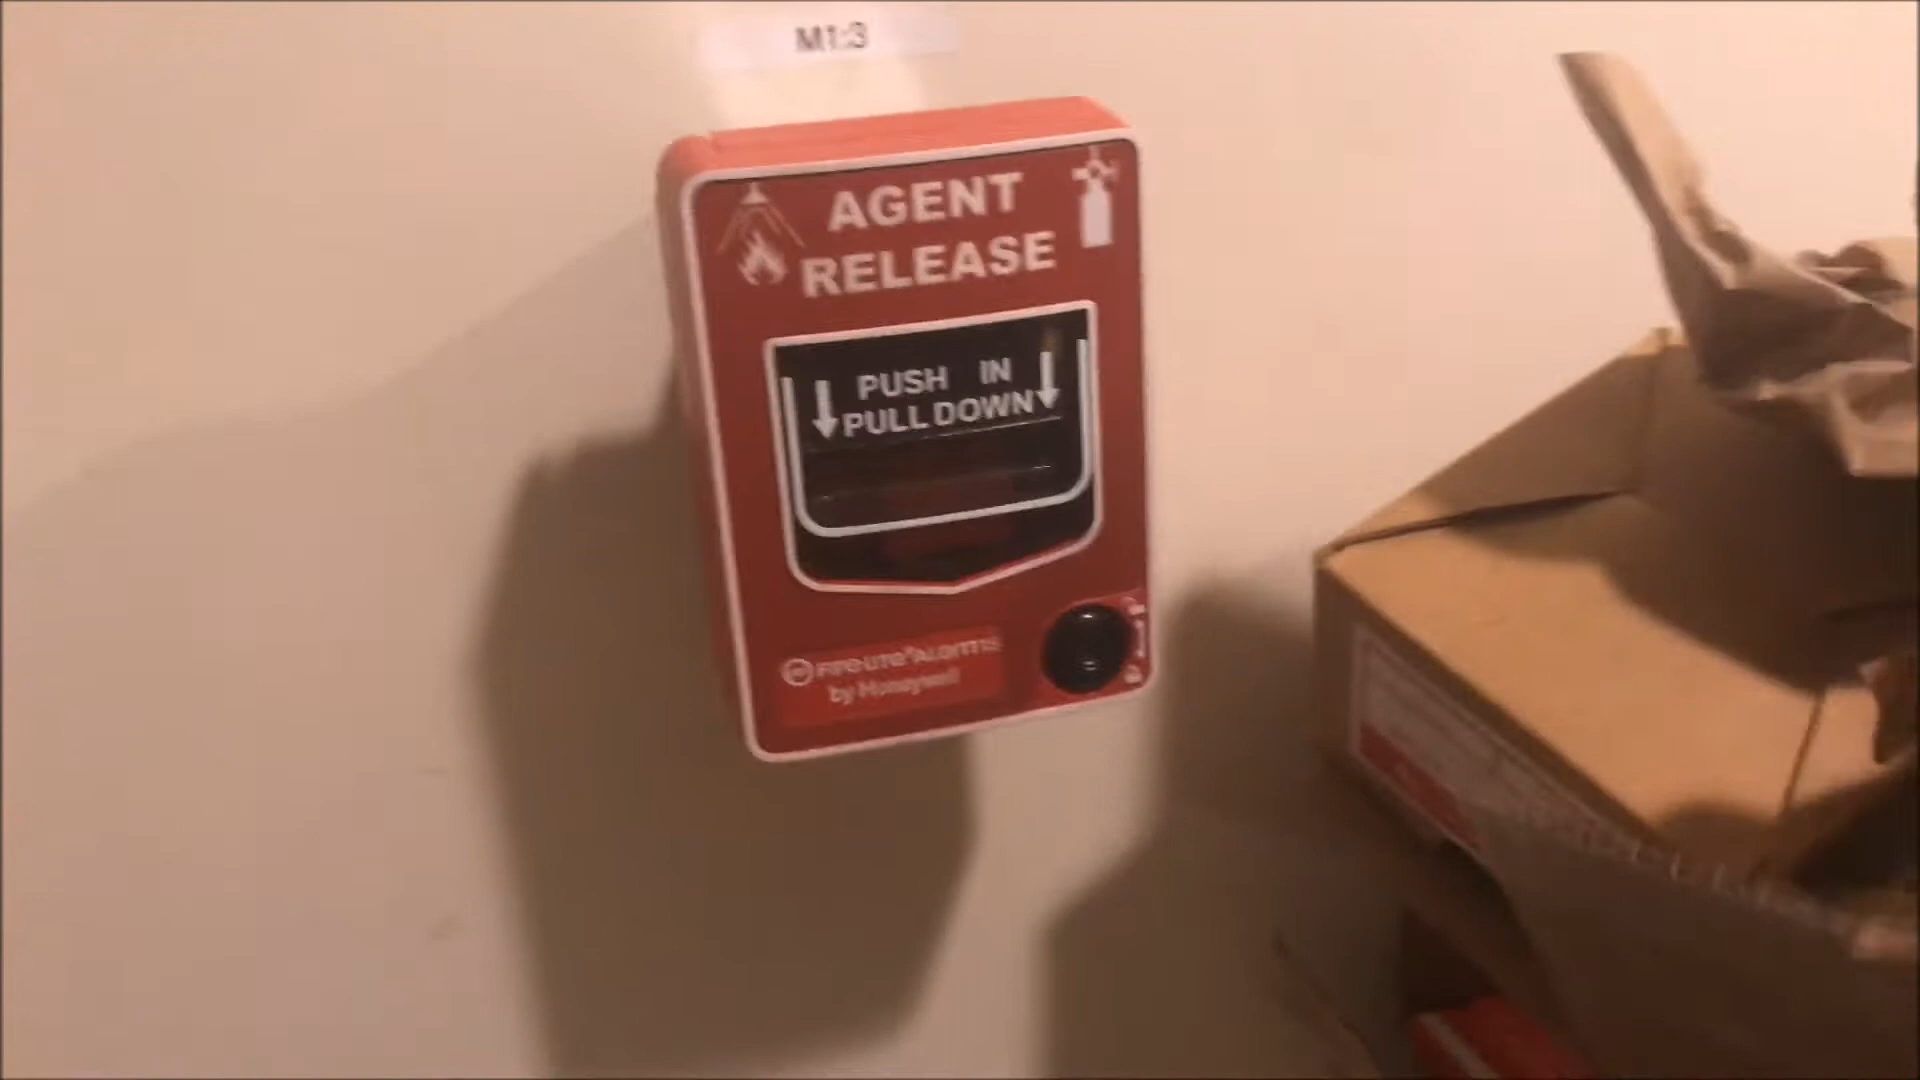 M1:3
AGENT
RELEASE
PUSH IN
PULL DOWN
FIRE-LITE® ALARMS
by Honeywell